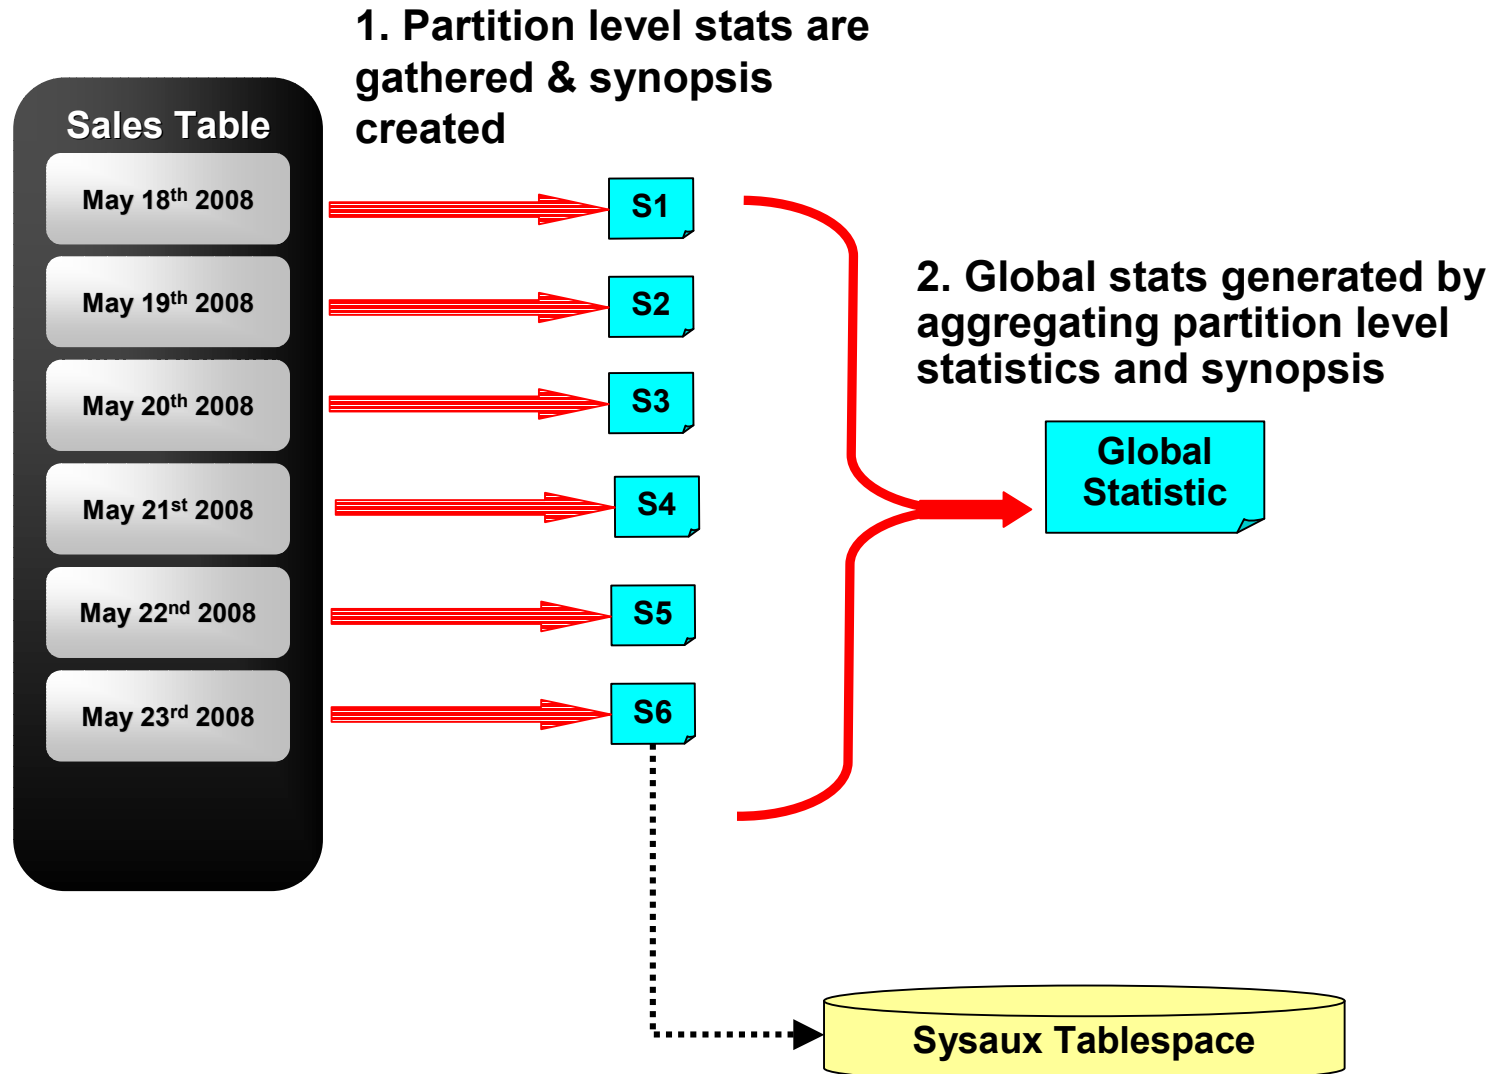 1. Partition level stats are
gathered & synopsis
created
Sales Table
May 18th 2008
S1
May 19th 2008
S2
May 20th 2008
S3
May 21st 2008
S4
May 22nd 2008
S5
May 23rd 2008
S6
2. Global stats generated by
aggregating partition level
statistics and synopsis
Global
Statistic
Sysaux Tablespace